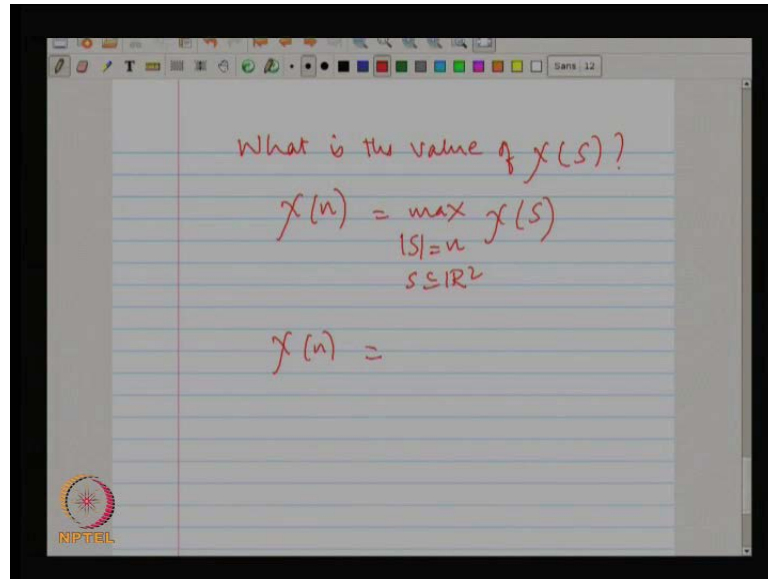 T
Sans 12
What is the value of χ(S)?
χ(n) = max χ(S)
|S|=n
S⊆ℝ²
χ(n) =
NPTEL